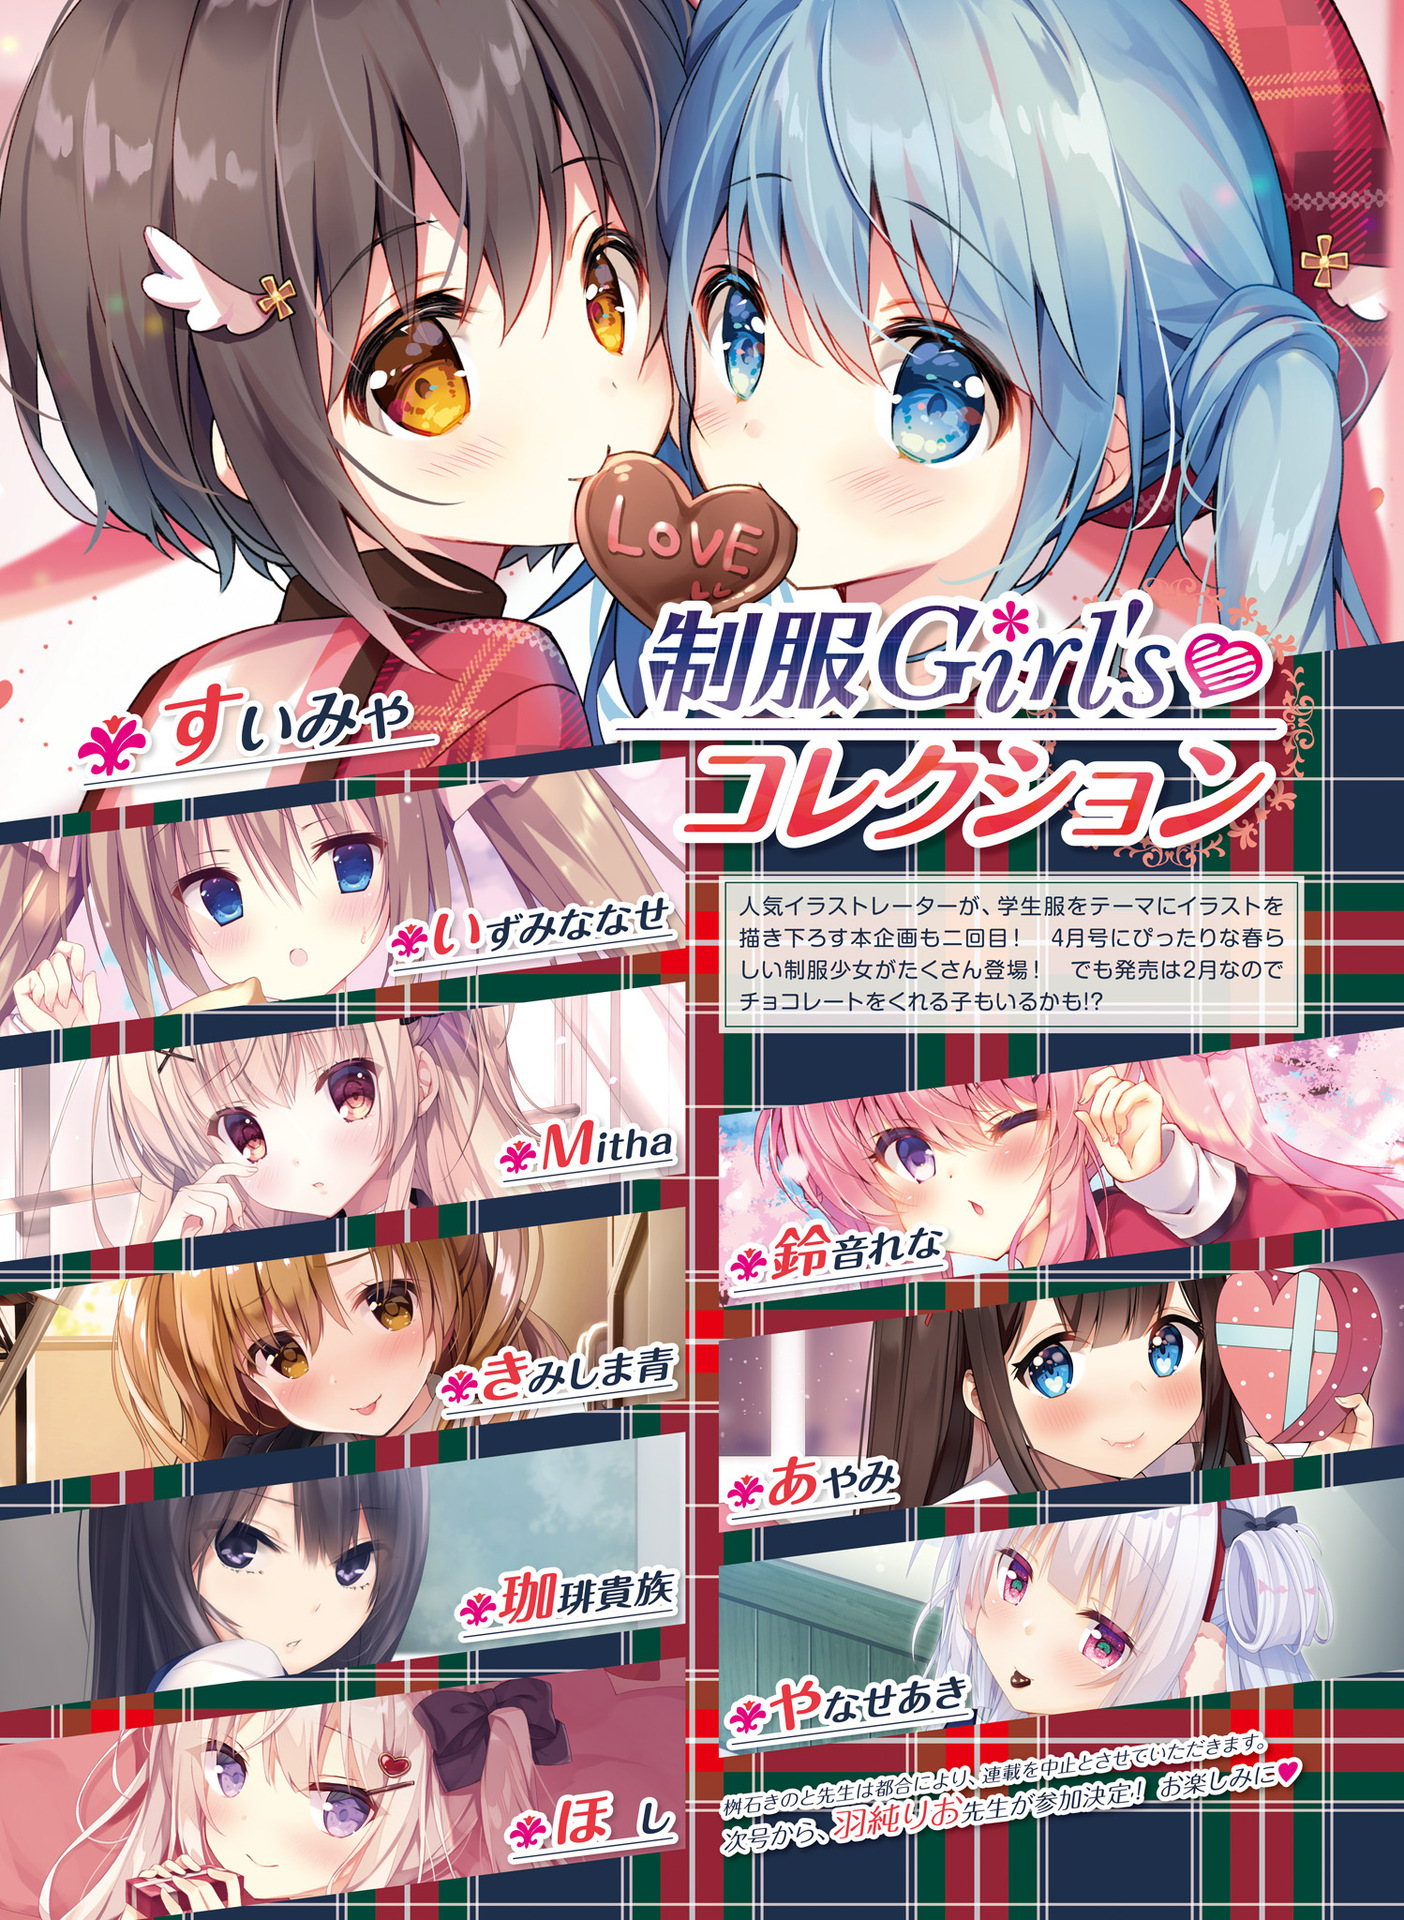 LOVE
制服Girl's
コレクション
すいみゃ
人気イラストレーターが、学生服をテーマにイラストを
描き下ろす本企画も二回目！　4月号にぴったりな春ら
しい制服少女がたくさん登場！　でも発売は2月なので
チョコレートをくれる子もいるかも!?
いずみななせ
Mitha
きみしま青
珈琲貴族
ほし
鈴音れな
あやみ
やなせあき
桝石きのと先生は都合により、連載を中止とさせていただきます。
次号から、羽純りお先生が参加決定！ お楽しみに♥